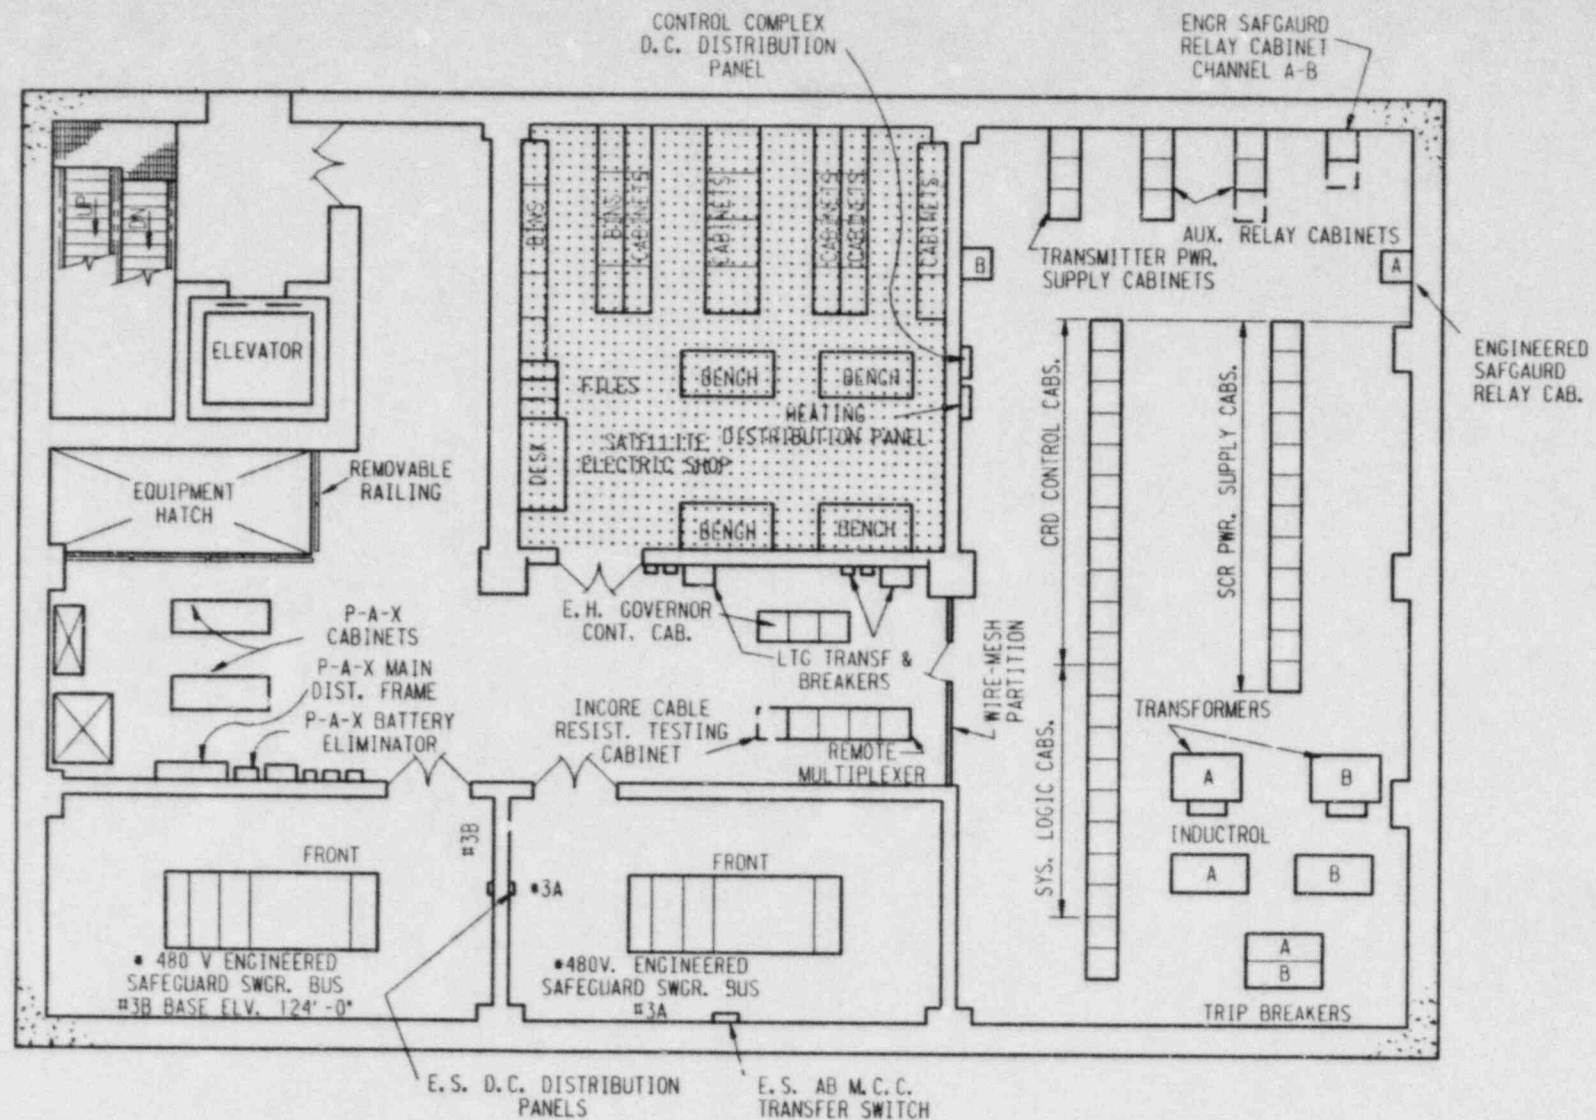 CONTROL COMPLEX
D.C. DISTRIBUTION
PANEL
ENGR SAFGAURD
RELAY CABINET
CHANNEL A-B
UP
DN
ELEVATOR
BINS
BINS
CABINETS
CABINETS
CABINETS
CABINETS
CABINETS
B
AUX. RELAY CABINETS
TRANSMITTER PWR.
SUPPLY CABINETS
A
ENGINEERED
SAFGAURD
RELAY CAB.
FILES
BENCH
BENCH
HEATING
DISTRIBUTION PANEL
SATELLITE
ELECTRIC SHOP
DESK
BENCH
BENCH
CRD CONTROL CABS.
SCR PWR. SUPPLY CABS.
REMOVABLE
RAILING
EQUIPMENT
HATCH
P-A-X
CABINETS
P-A-X MAIN
DIST. FRAME
P-A-X BATTERY
ELIMINATOR
E.H. GOVERNOR
CONT. CAB.
LTG TRANSF &
BREAKERS
INCORE CABLE
RESIST. TESTING
CABINET
REMOTE
MULTIPLEXER
WIRE-MESH
PARTITION
SYS. LOGIC CABS.
TRANSFORMERS
A
B
INDUCTROL
A
B
A
B
TRIP BREAKERS
FRONT
#3B
*3A
FRONT
* 480 V ENGINEERED
SAFEGUARD SWGR. BUS
#3B BASE ELV. 124'-0"
*480V. ENGINEERED
SAFEGUARD SWGR. BUS
#3A
E.S. D.C. DISTRIBUTION
PANELS
E.S. AB M.C.C.
TRANSFER SWITCH